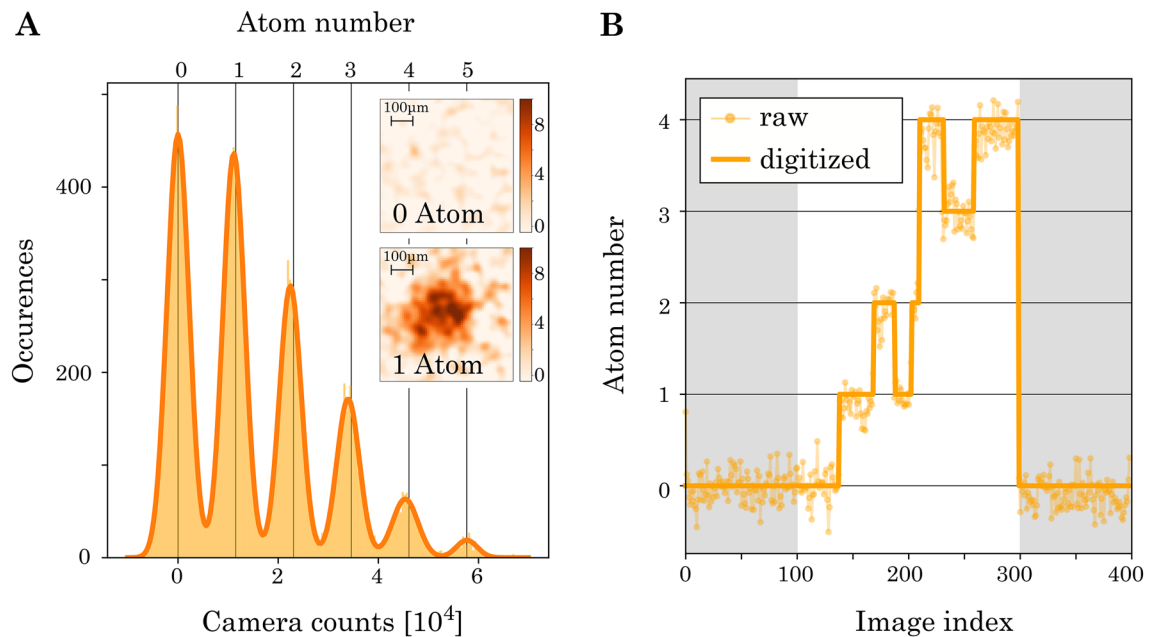 A
Atom number
0 1 2 3 4 5
100μm
8
4
0
0 Atom
100μm
8
4
0
1 Atom
400
200
0
Occurences
0 2 4 6
Camera counts [10⁴]
B
raw
digitized
4
3
2
1
0
Atom number
0 100 200 300 400
Image index